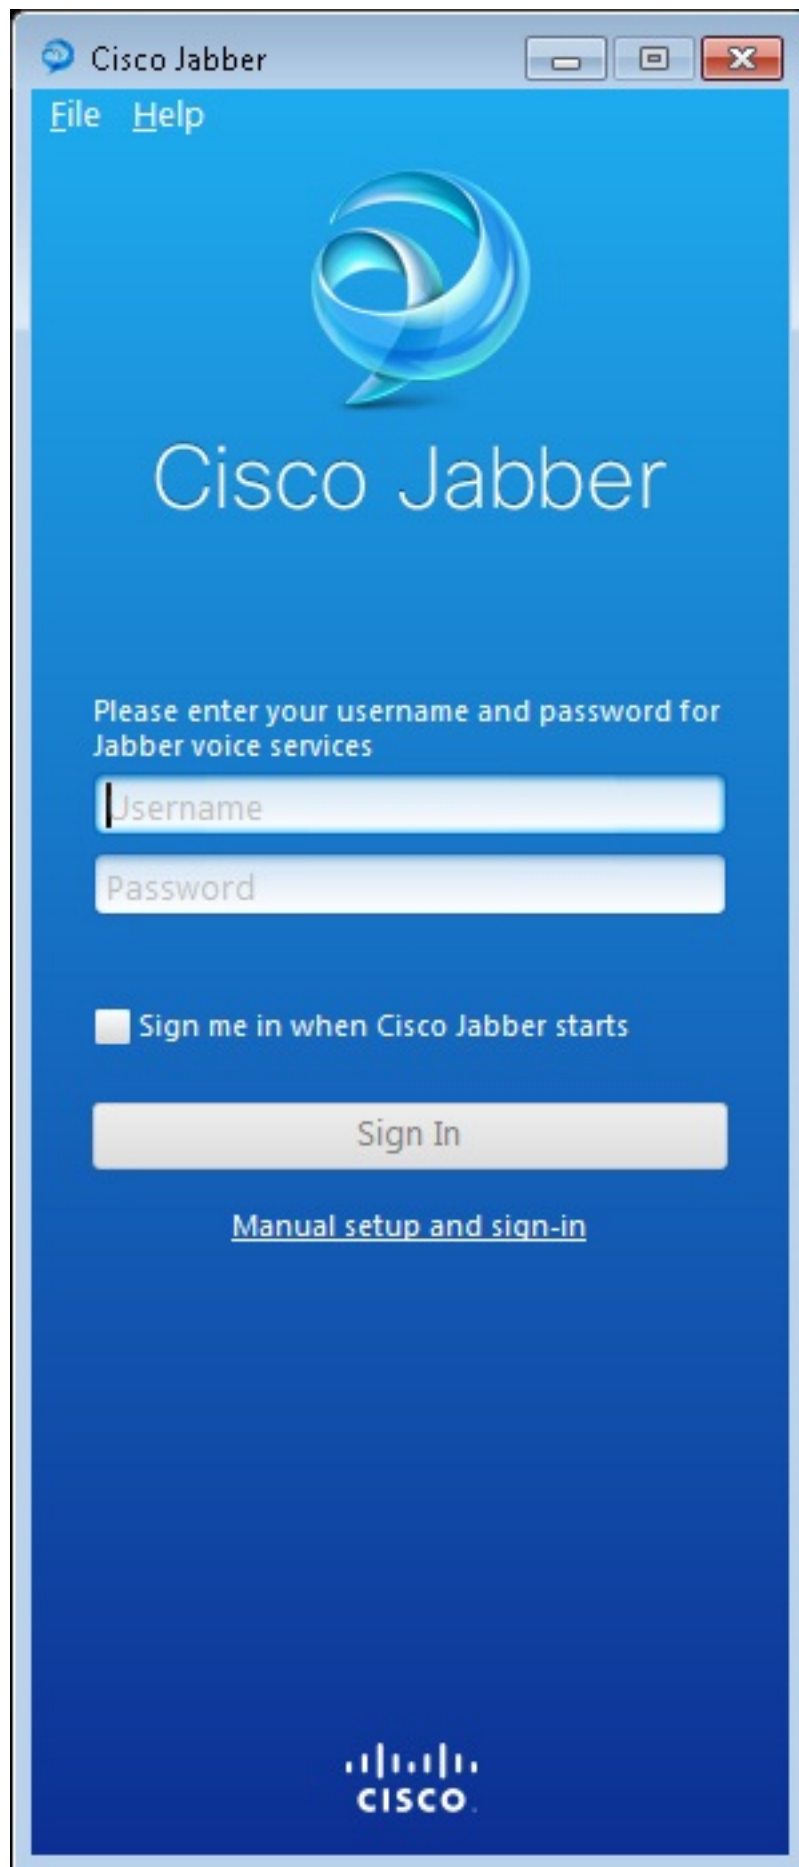 Cisco Jabber
File Help
Cisco Jabber
Please enter your username and password for
Jabber voice services
Username
Password
Sign me in when Cisco Jabber starts
Sign In
Manual setup and sign-in
CISCO